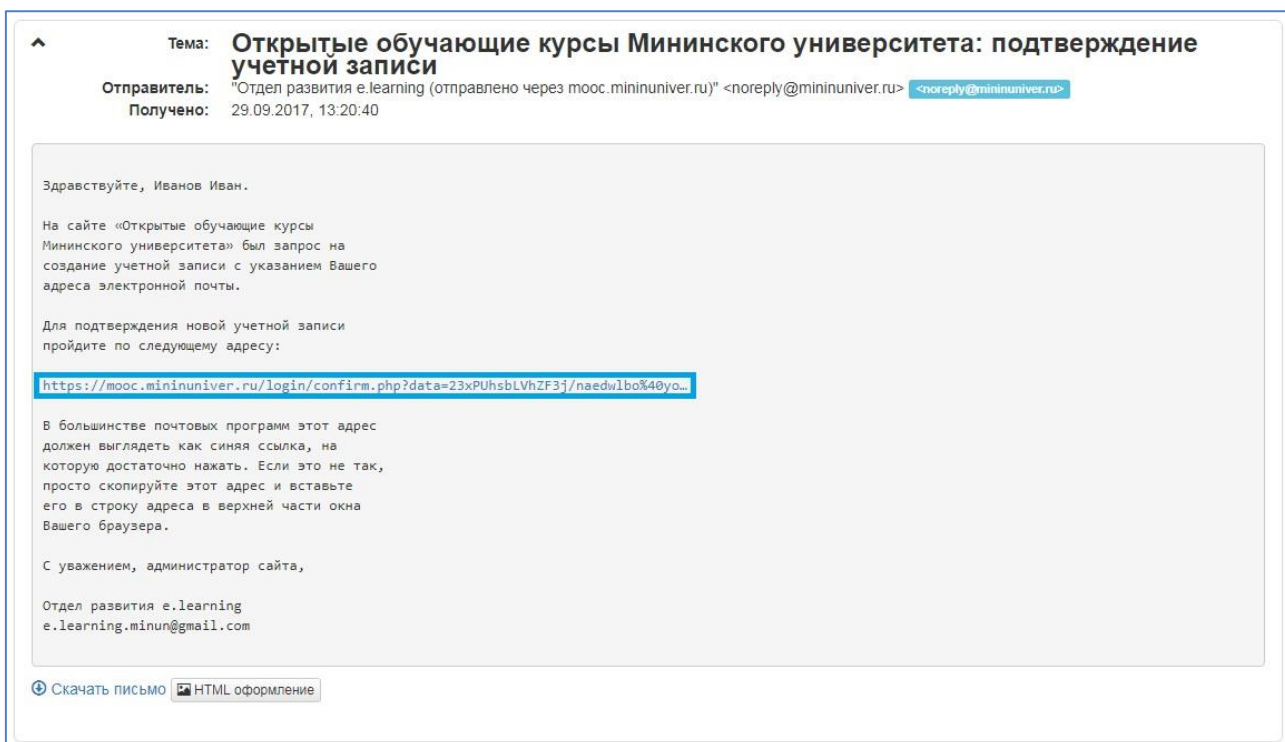 Тема: Открытые обучающие курсы Мининского университета: подтверждение
учетной записи
Отправитель: "Отдел развития e.learning (отправлено через mooc.mininuniver.ru)" <noreply@mininuniver.ru> <noreply@mininuniver.ru>
Получено: 29.09.2017, 13:20:40
Здравствуйте, Иванов Иван.
На сайте «Открытые обучающие курсы
Мининского университета» был запрос на
создание учетной записи с указанием Вашего
адреса электронной почты.
Для подтверждения новой учетной записи
пройдите по следующему адресу:
https://mooc.mininuniver.ru/login/confirm.php?data=23xPUhsbLVhZF3j/naedwlbo%40yo…
В большинстве почтовых программ этот адрес
должен выглядеть как синяя ссылка, на
которую достаточно нажать. Если это не так,
просто скопируйте этот адрес и вставьте
его в строку адреса в верхней части окна
Вашего браузера.
С уважением, администратор сайта,
Отдел развития e.learning
e.learning.minun@gmail.com
Скачать письмо HTML оформление